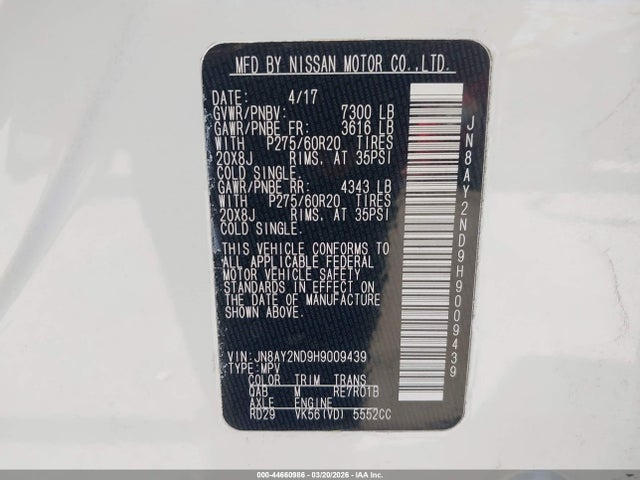 MFD BY NISSAN MOTOR CO.,LTD.
DATE: 4/17
GVWR/PNBV: 7300 LB
GAWR/PNBE FR: 3616 LB
WITH P275/60R20 TIRES
20X8J RIMS, AT 35PSI
COLD SINGLE.
GAWR/PNBE RR: 4343 LB
WITH P275/60R20 TIRES
20X8J RIMS, AT 35PSI
COLD SINGLE.
THIS VEHICLE CONFORMS TO
ALL APPLICABLE FEDERAL
MOTOR VEHICLE SAFETY
STANDARDS IN EFFECT ON
THE DATE OF MANUFACTURE
SHOWN ABOVE.
VIN:JN8AY2ND9H9009439
TYPE:MPV
COLOR TRIM TRANS
QAB M RE7R01B
AXLE ENGINE
RD29 VK56(VD) 5552CC
JN8AY2ND9H9009439
000-44660986 - 03/20/2026 - IAAI.COM